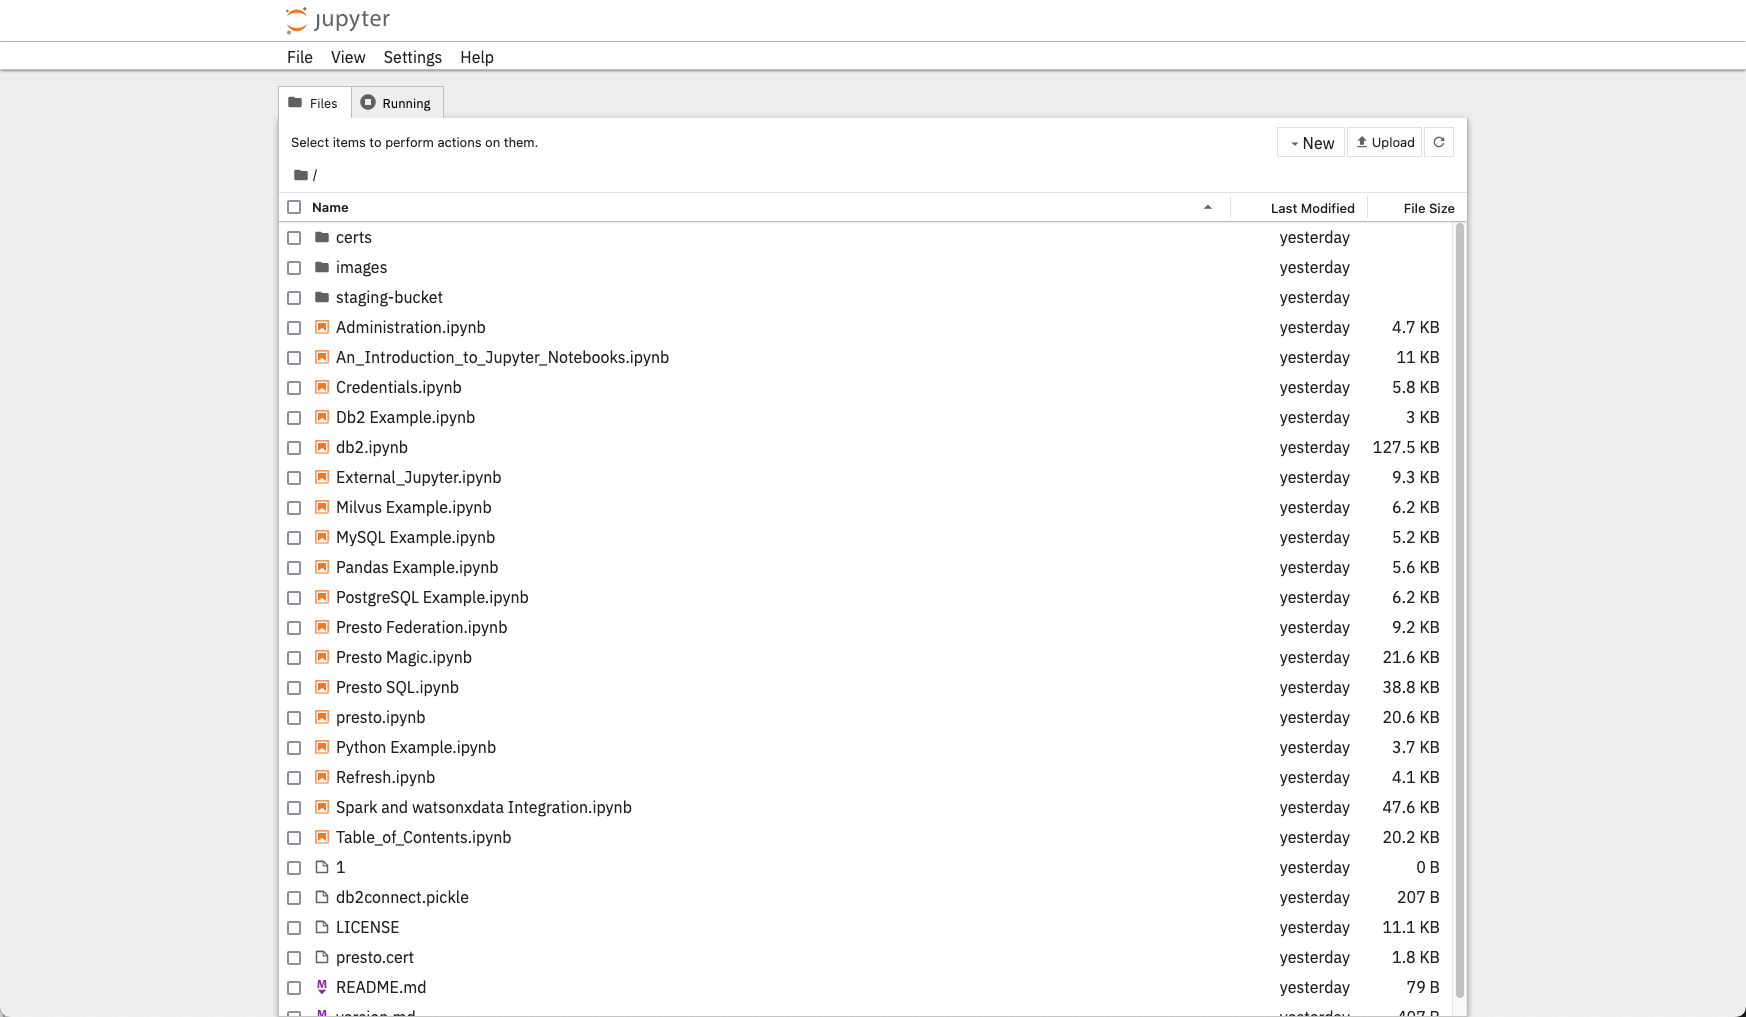 jupyter
File View Settings Help
Files Running
Select items to perform actions on them. New Upload
/
Name Last Modified File Size
certs yesterday
images yesterday
staging-bucket yesterday
Administration.ipynb yesterday 4.7 KB
An_Introduction_to_Jupyter_Notebooks.ipynb yesterday 11 KB
Credentials.ipynb yesterday 5.8 KB
Db2 Example.ipynb yesterday 3 KB
db2.ipynb yesterday 127.5 KB
External_Jupyter.ipynb yesterday 9.3 KB
Milvus Example.ipynb yesterday 6.2 KB
MySQL Example.ipynb yesterday 5.2 KB
Pandas Example.ipynb yesterday 5.6 KB
PostgreSQL Example.ipynb yesterday 6.2 KB
Presto Federation.ipynb yesterday 9.2 KB
Presto Magic.ipynb yesterday 21.6 KB
Presto SQL.ipynb yesterday 38.8 KB
presto.ipynb yesterday 20.6 KB
Python Example.ipynb yesterday 3.7 KB
Refresh.ipynb yesterday 4.1 KB
Spark and watsonxdata Integration.ipynb yesterday 47.6 KB
Table_of_Contents.ipynb yesterday 20.2 KB
1 yesterday 0 B
db2connect.pickle yesterday 207 B
LICENSE yesterday 11.1 KB
presto.cert yesterday 1.8 KB
M README.md yesterday 79 B
M version.md yesterday 407 B